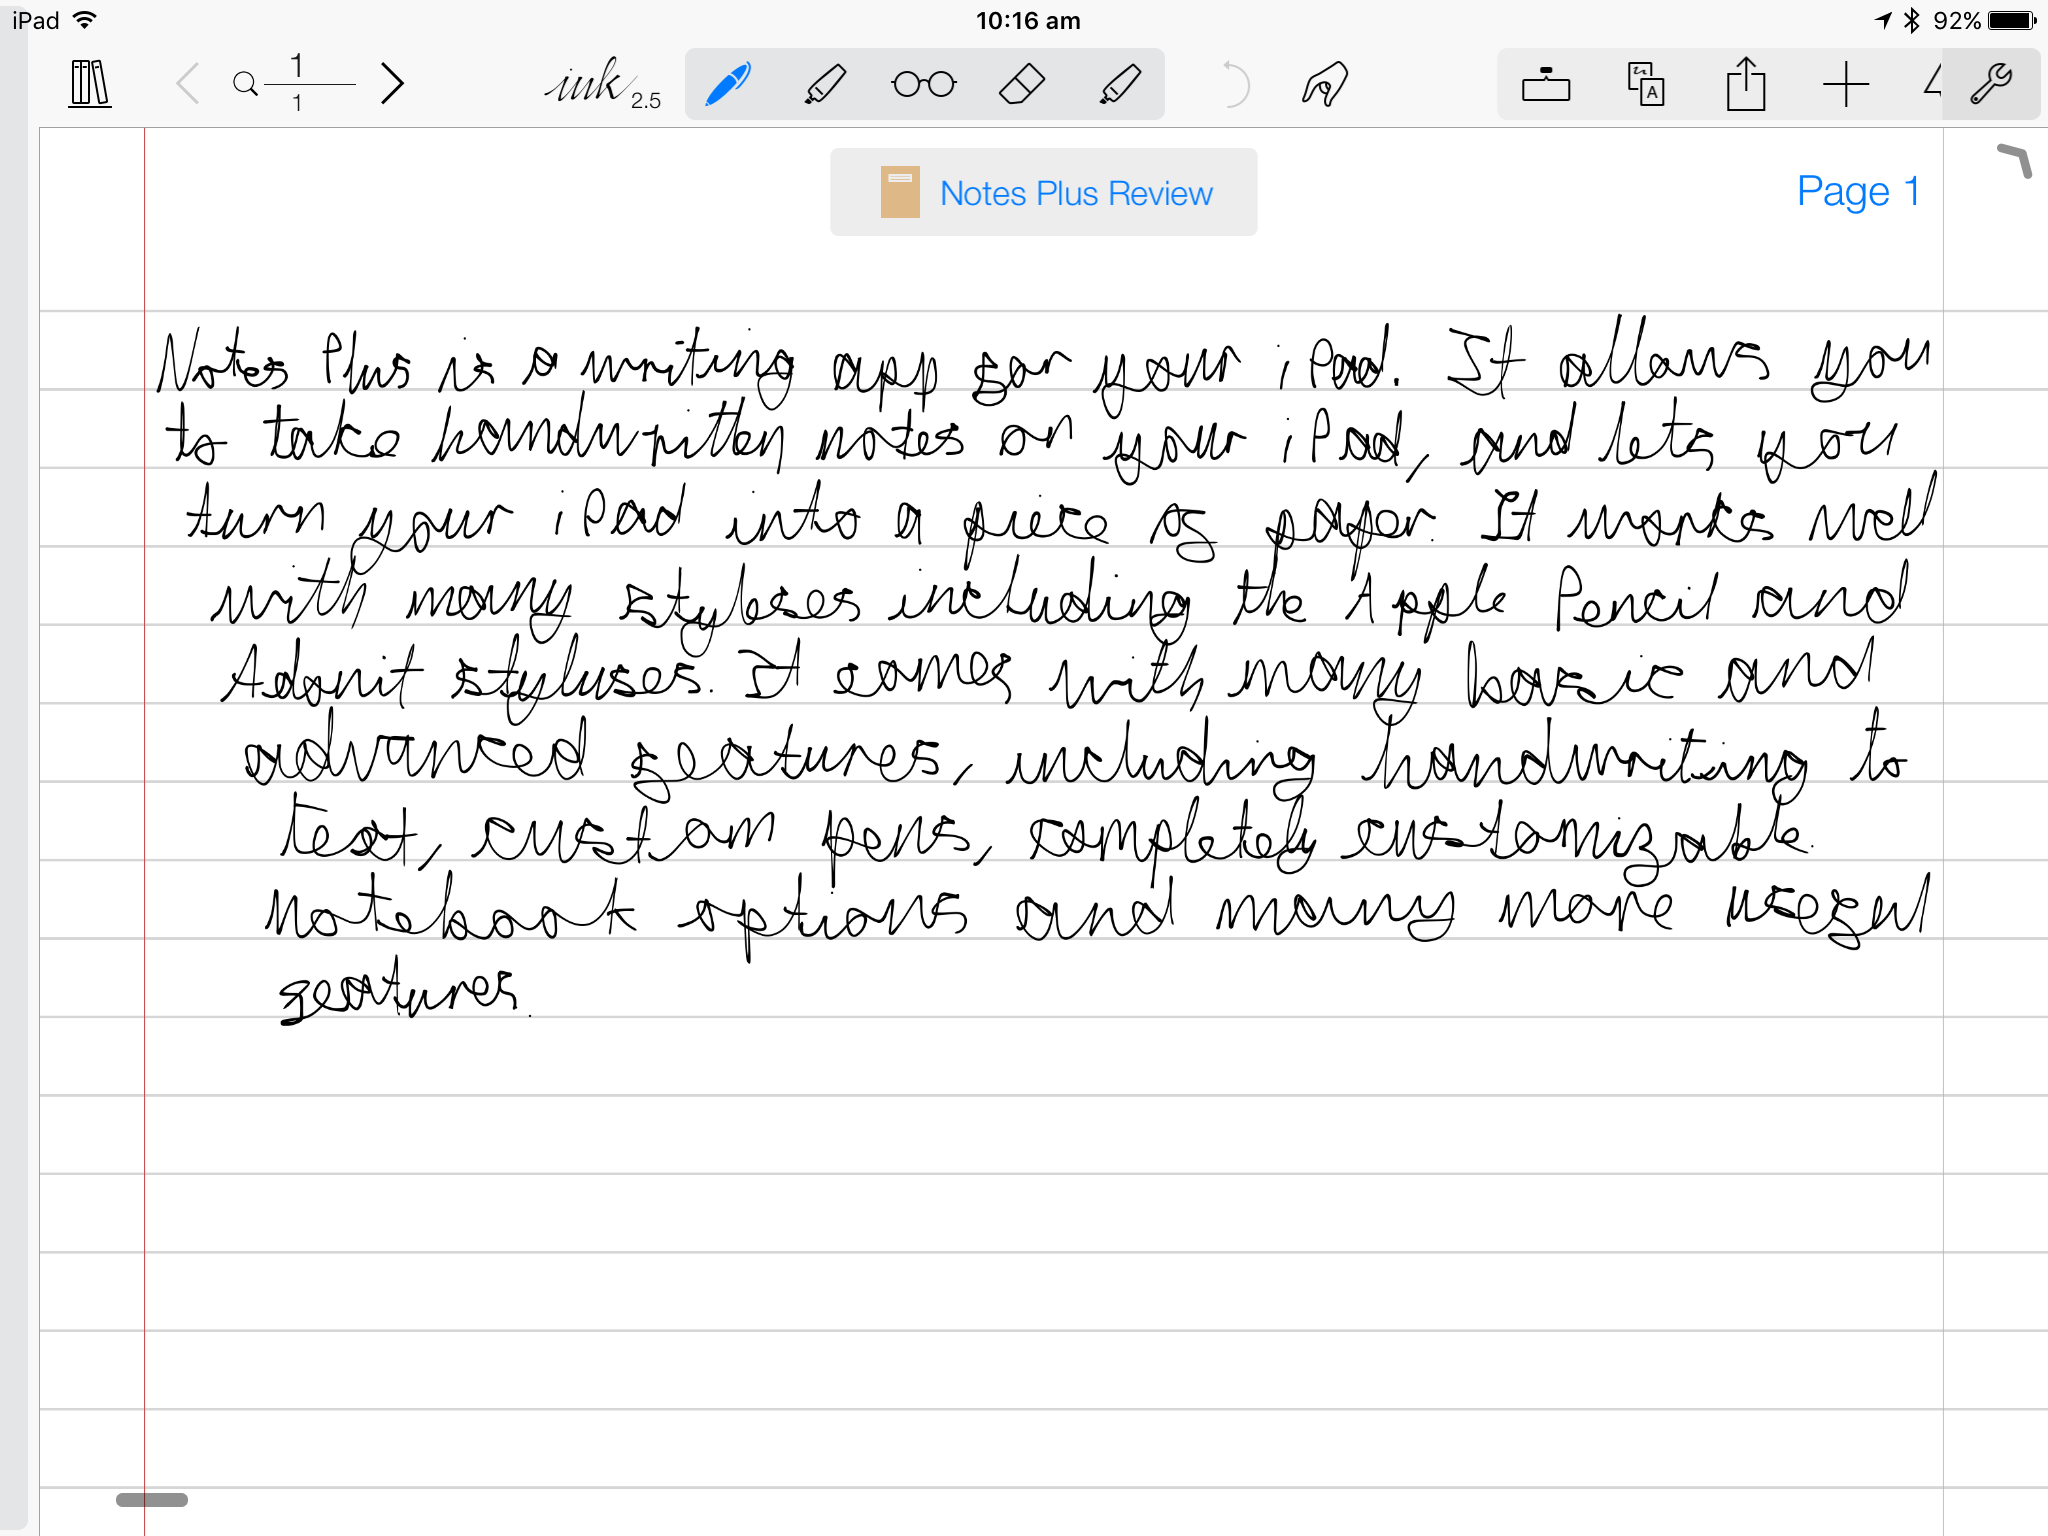 iPad 10:16 am 92%
1
1
ink 2.5
A
Notes Plus Review
Page 1
Notes Plus is a writing app for your iPad. It allows you
to take handwritten notes on your iPad, and lets you
turn your iPad into a piece of paper. It works well
with many styluses including the Apple Pencil and
Adonit styluses. It comes with many basic and
advanced features, including handwriting to
text, custom pens, completely customizable
notebook options and many more useful
features.